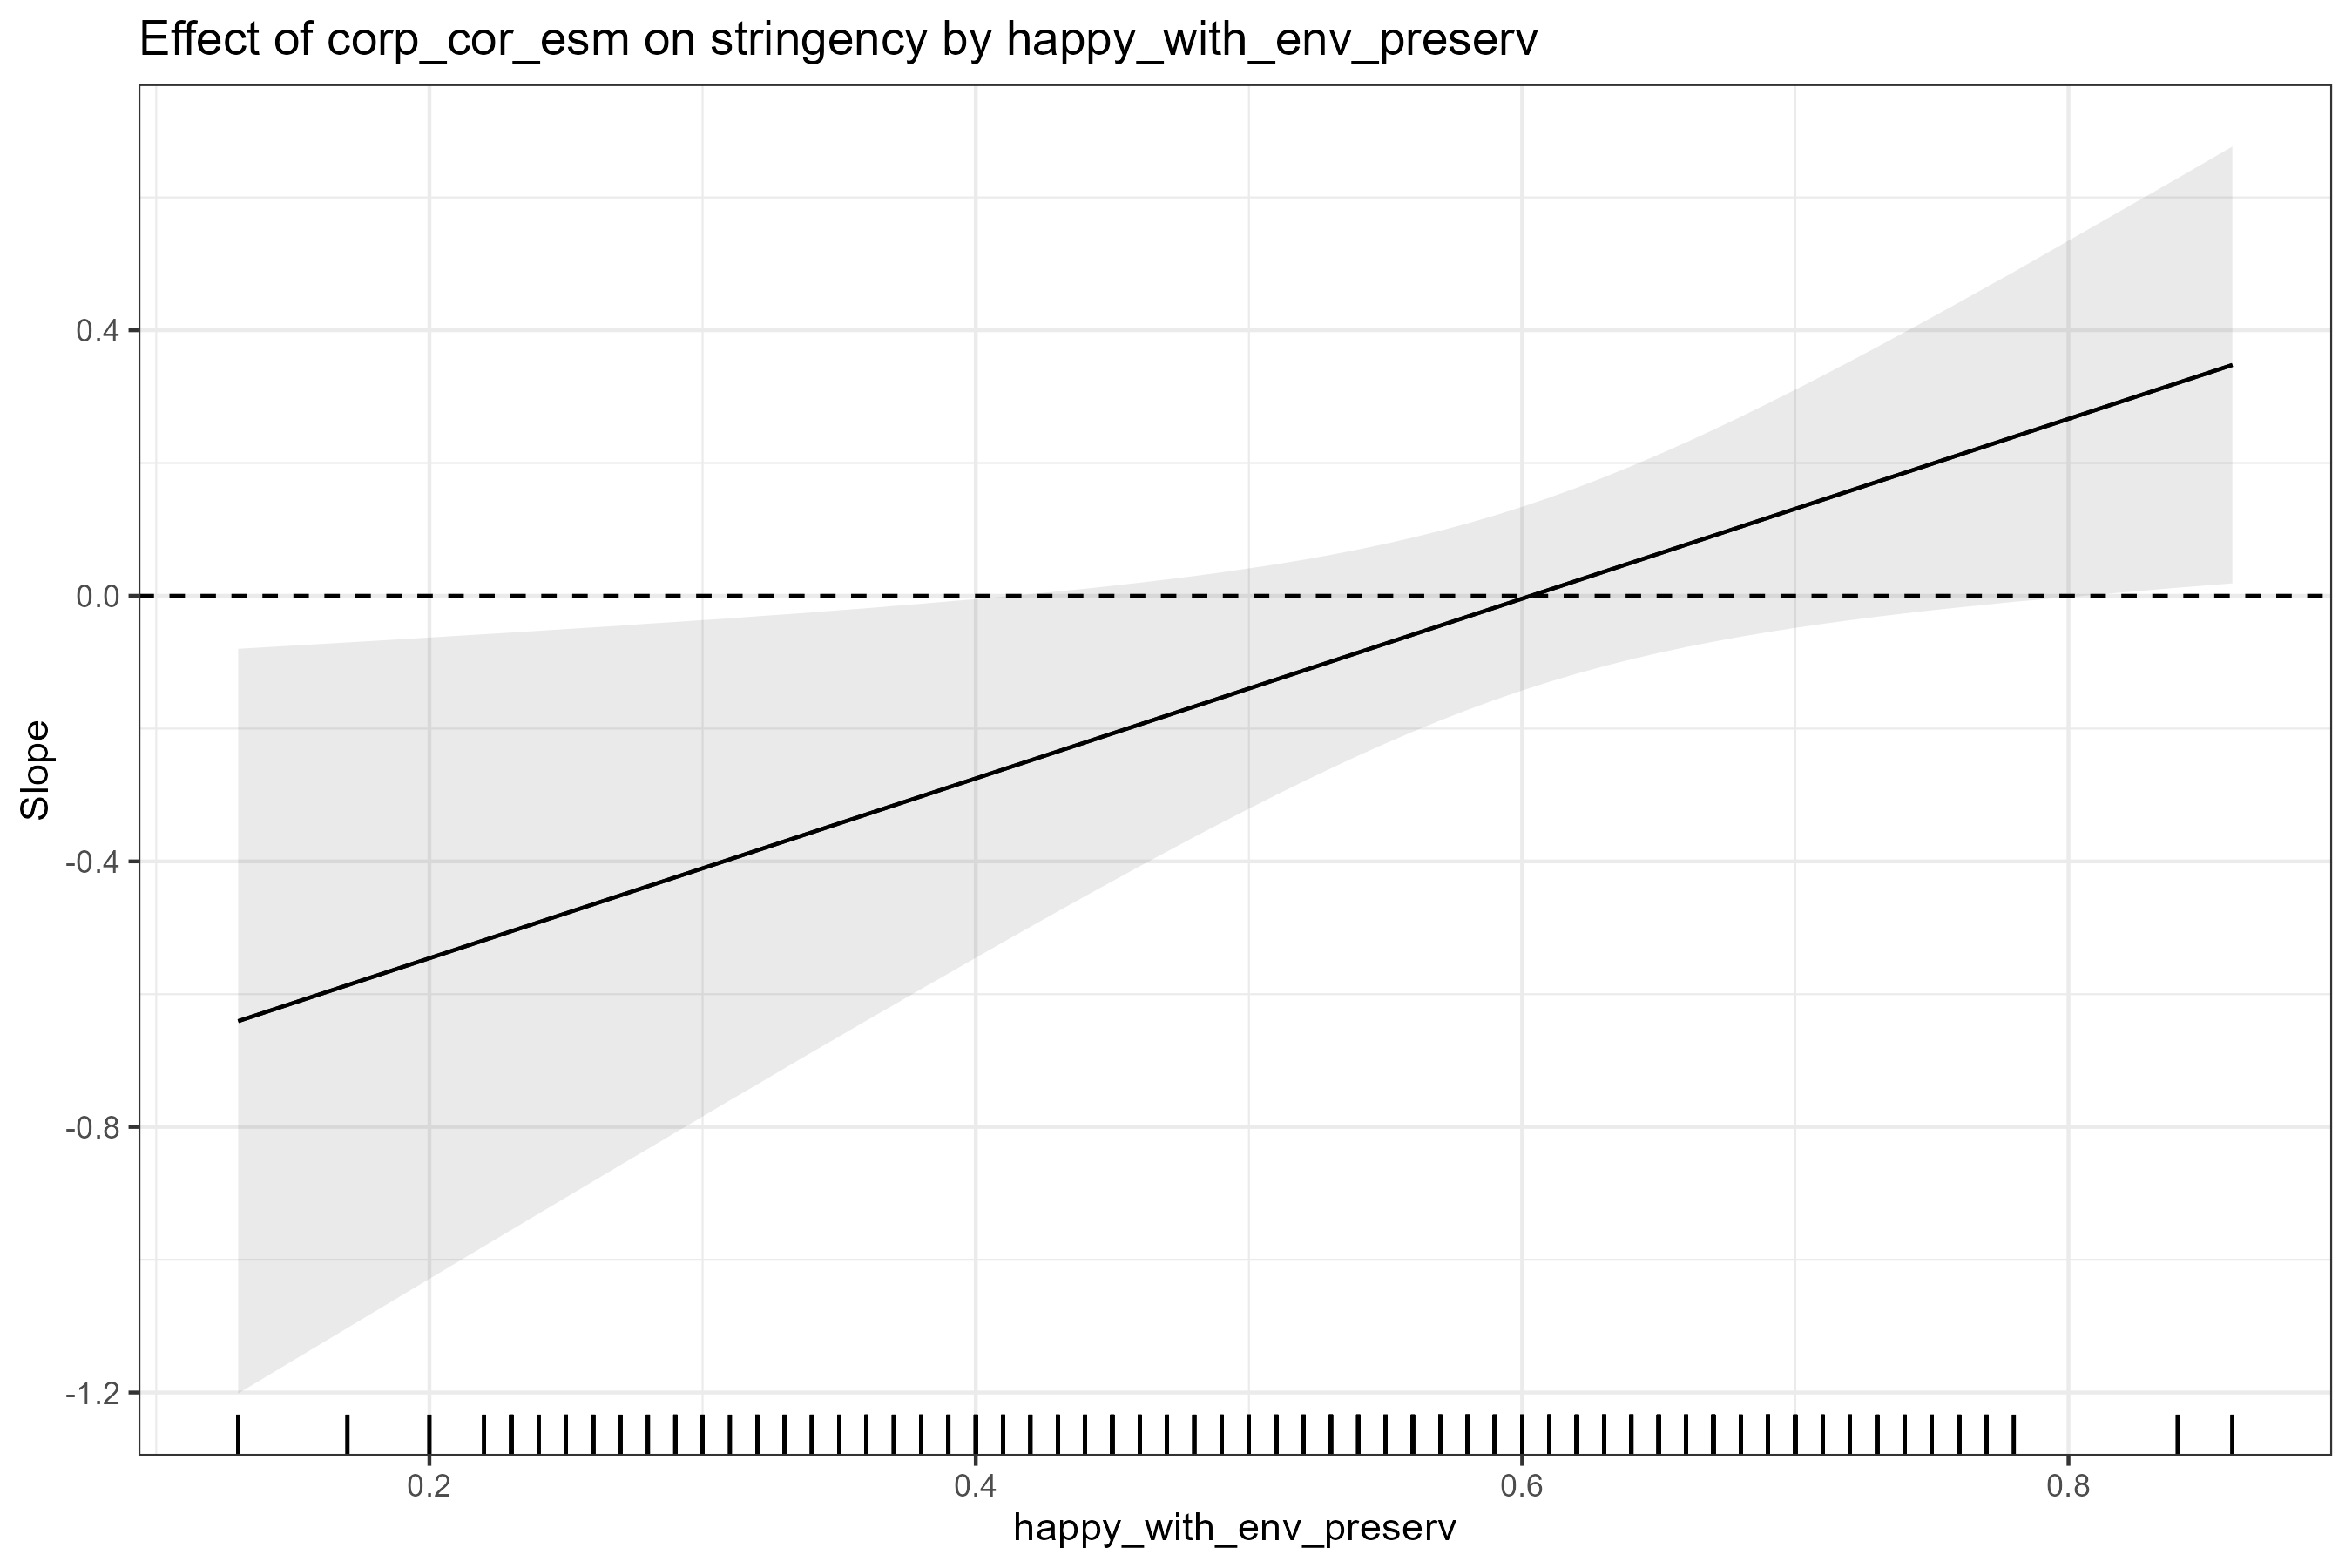 Effect of corp_cor_esm on stringency by happy_with_env_preserv
Slope
0.4
0.0
-0.4
-0.8
-1.2
0.2 0.4 0.6 0.8
happy_with_env_preserv